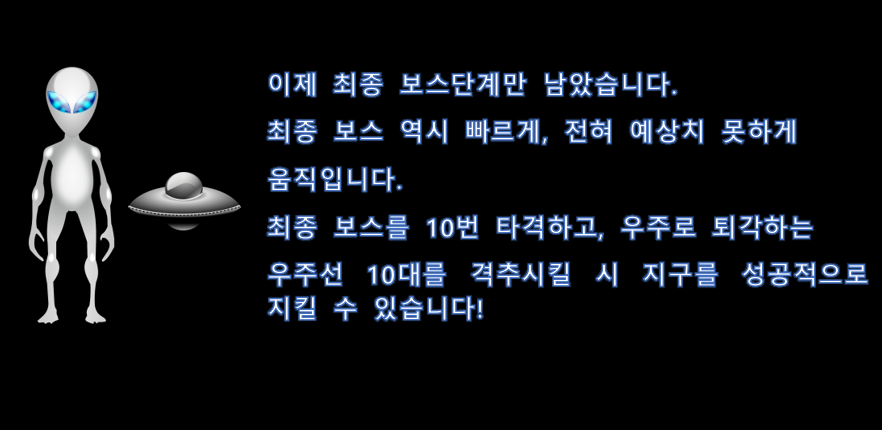 이제 최종 보스단계만 남았습니다.
최종 보스 역시 빠르게, 전혀 예상치 못하게
움직입니다.
최종 보스를 10번 타격하고, 우주로 퇴각하는
우주선 10대를 격추시킬 시 지구를 성공적으로
지킬 수 있습니다!